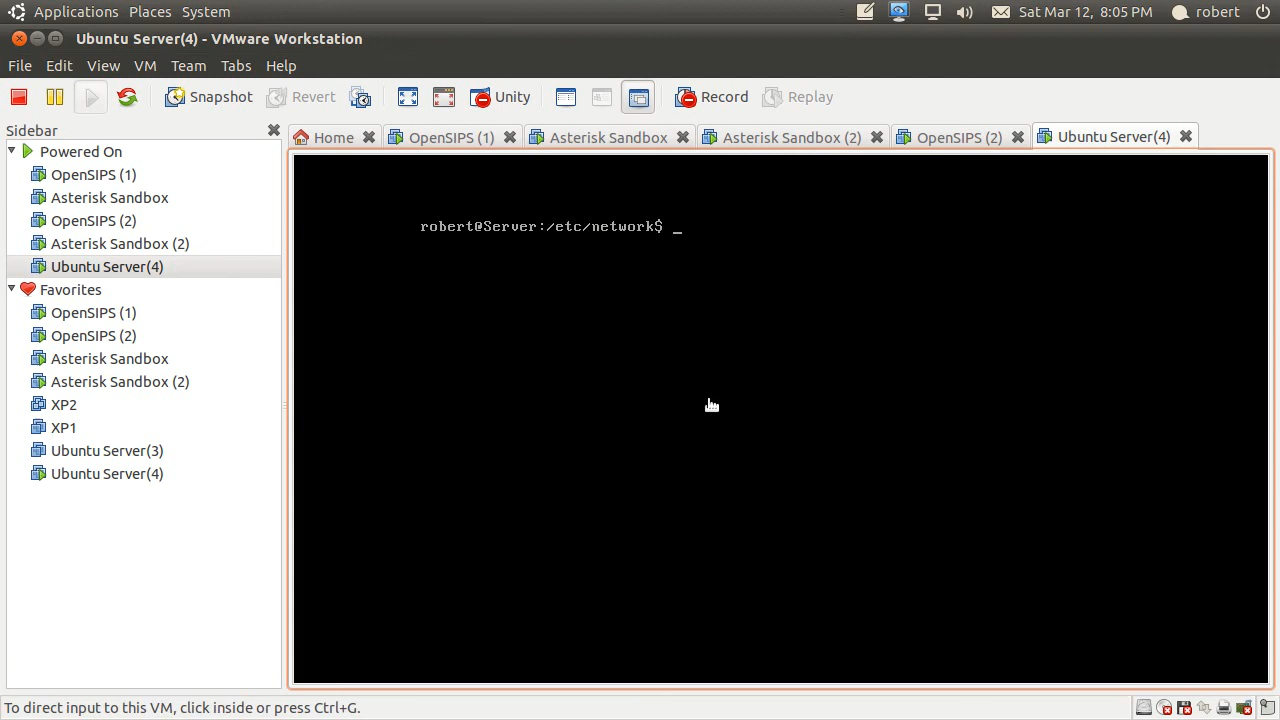 Applications Places System Sat Mar 12, 8:05 PM robert
Ubuntu Server(4) - VMware Workstation
File Edit View VM Team Tabs Help
Snapshot Revert Unity Record Replay
Sidebar
Home OpenSIPS (1) Asterisk Sandbox Asterisk Sandbox (2) OpenSIPS (2) Ubuntu Server(4)
Powered On
OpenSIPS (1)
Asterisk Sandbox
OpenSIPS (2)
Asterisk Sandbox (2)
Ubuntu Server(4)
Favorites
OpenSIPS (1)
OpenSIPS (2)
Asterisk Sandbox
Asterisk Sandbox (2)
XP2
XP1
Ubuntu Server(3)
Ubuntu Server(4)
robert@Server:/etc/network$ _
To direct input to this VM, click inside or press Ctrl+G.